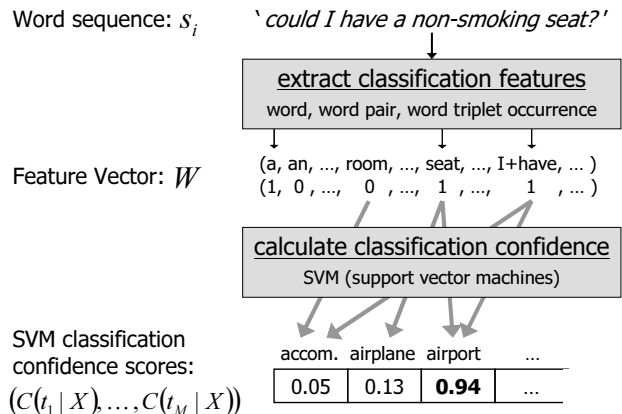 Word sequence: s_i
‘could I have a non-smoking seat?’
extract classification features
word, word pair, word triplet occurrence
Feature Vector: W
(a, an, …, room, …, seat, …, I+have, … )
(1, 0 , …, 0 , …, 1 , …, 1 , … )
calculate classification confidence
SVM (support vector machines)
SVM classification
confidence scores:
(C(t_1 | X), …, C(t_M | X))
accom. airplane airport …
0.05 0.13 0.94 …